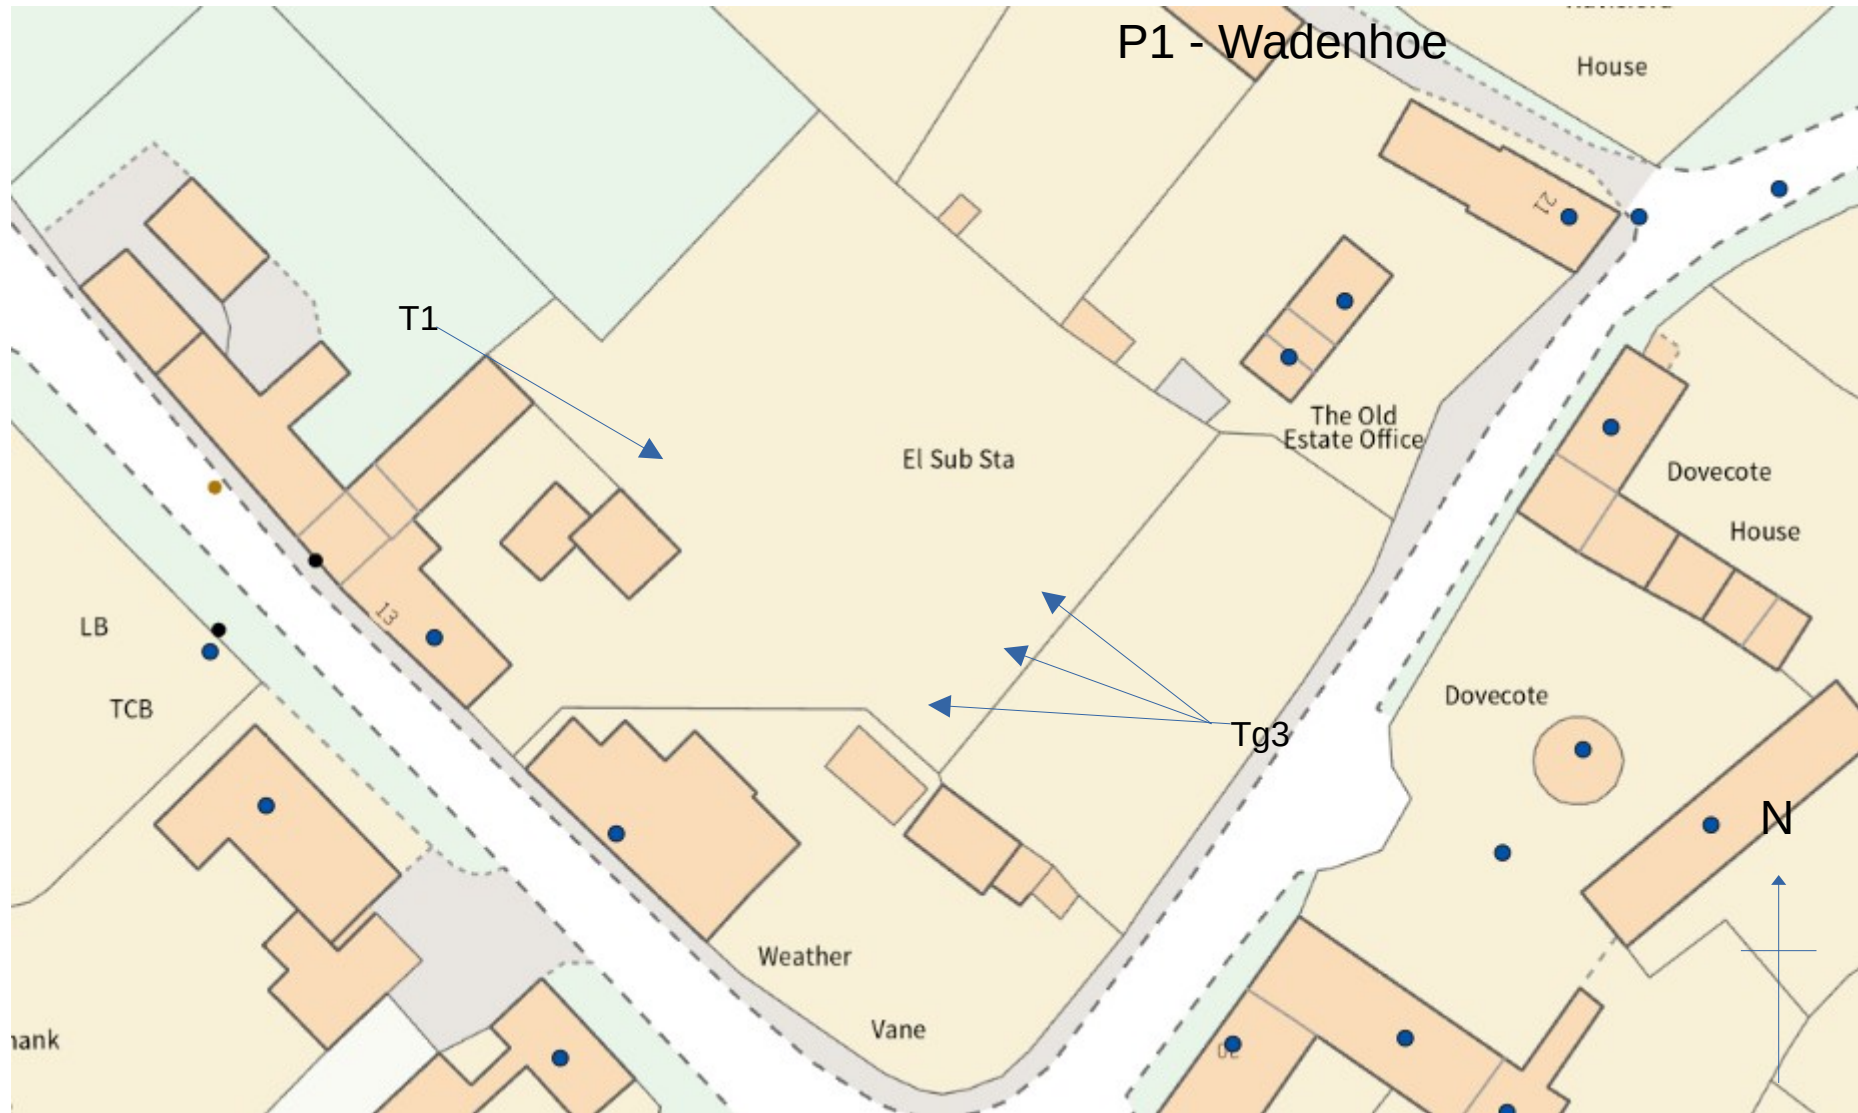 P1 - Wadenhoe
House
21
T1
The Old
Estate Office
El Sub Sta
Dovecote
House
13
LB
TCB
Dovecote
Tg3
N
Weather
Vane